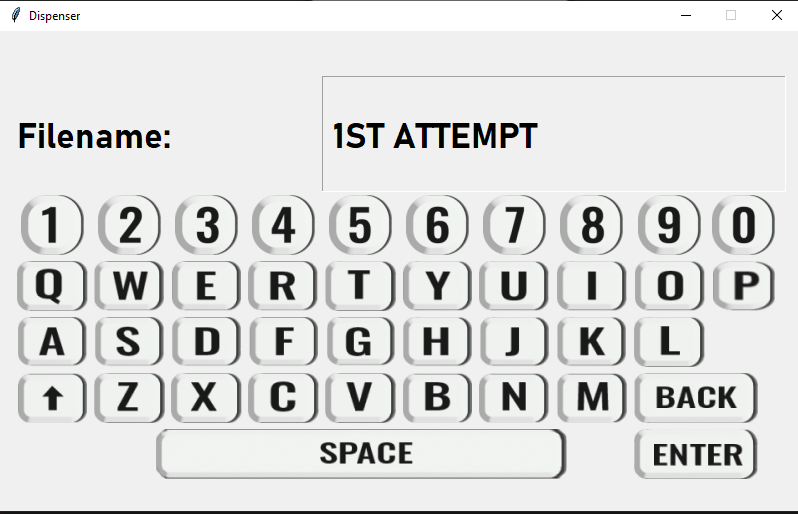 Dispenser
Filename: 1ST ATTEMPT
1 2 3 4 5 6 7 8 9 0
Q W E R T Y U I O P
A S D F G H J K L
Z X C V B N M BACK
SPACE ENTER